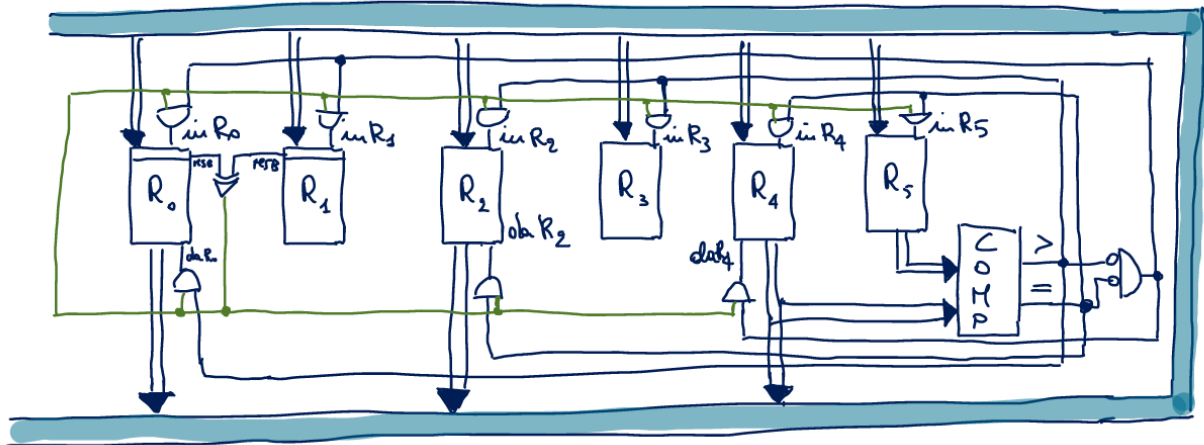 in R0
in R1
in R2
in R3
in R4
in R5
MSB
MSB
R0
R1
R2
R3
R4
R5
da R0
da R2
da R4
COMP
>
=